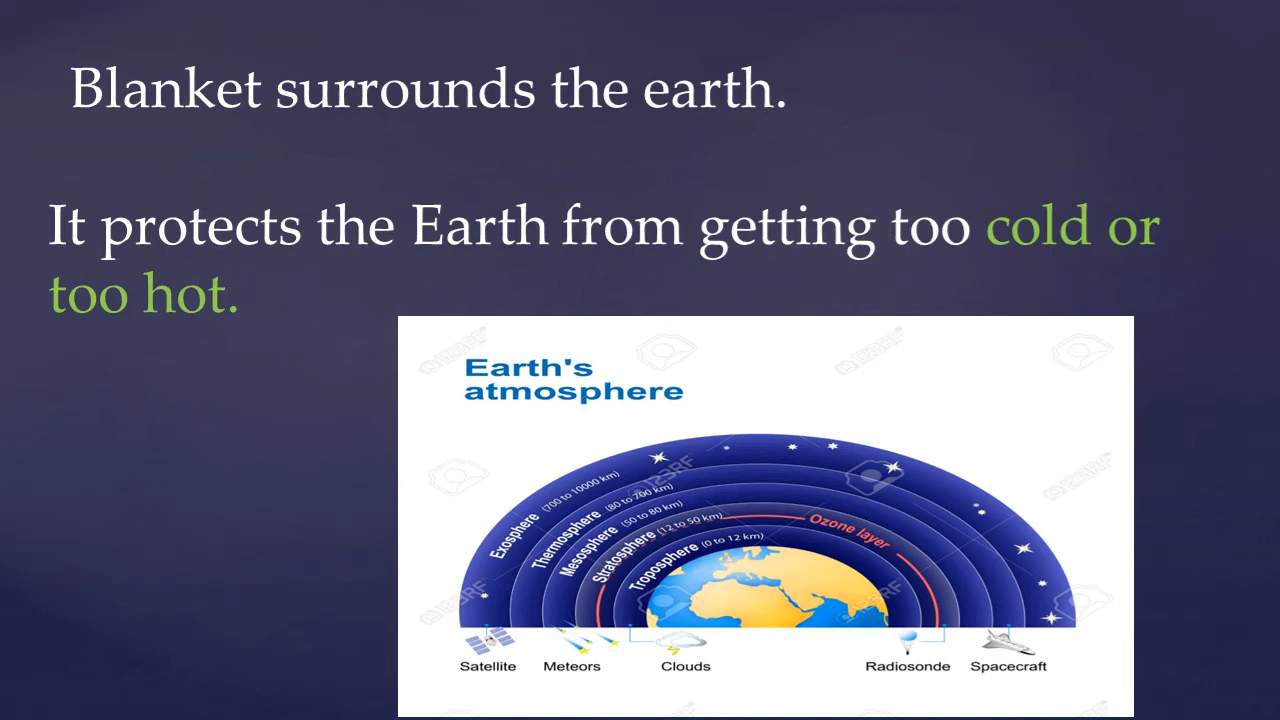 Blanket surrounds the earth.
It protects the Earth from getting too cold or
too hot.
Earth's
atmosphere
Exosphere (700 to 10000 km)
Thermosphere (80 to 700 km)
Mesosphere (50 to 80 km)
Stratosphere (12 to 50 km)
Troposphere (0 to 12 km)
Ozone layer
Satellite
Meteors
Clouds
Radiosonde
Spacecraft
123RF